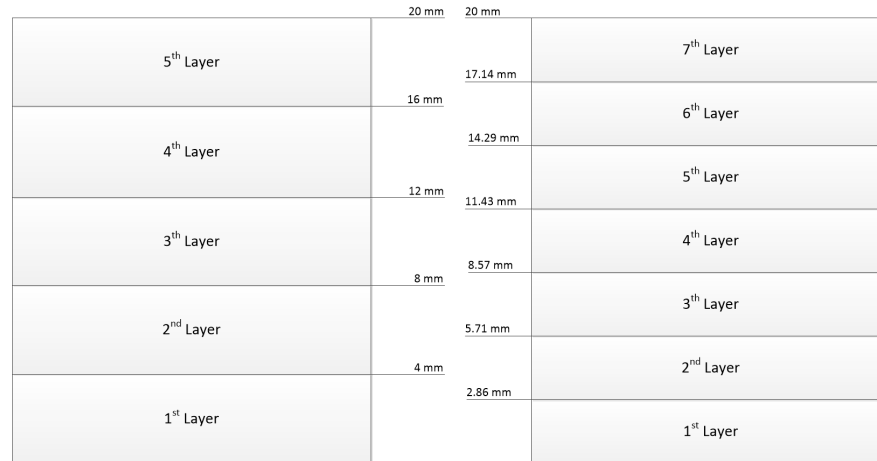 20 mm
5th Layer
16 mm
4th Layer
12 mm
3th Layer
8 mm
2nd Layer
4 mm
1st Layer
20 mm
7th Layer
17.14 mm
6th Layer
14.29 mm
5th Layer
11.43 mm
4th Layer
8.57 mm
3th Layer
5.71 mm
2nd Layer
2.86 mm
1st Layer